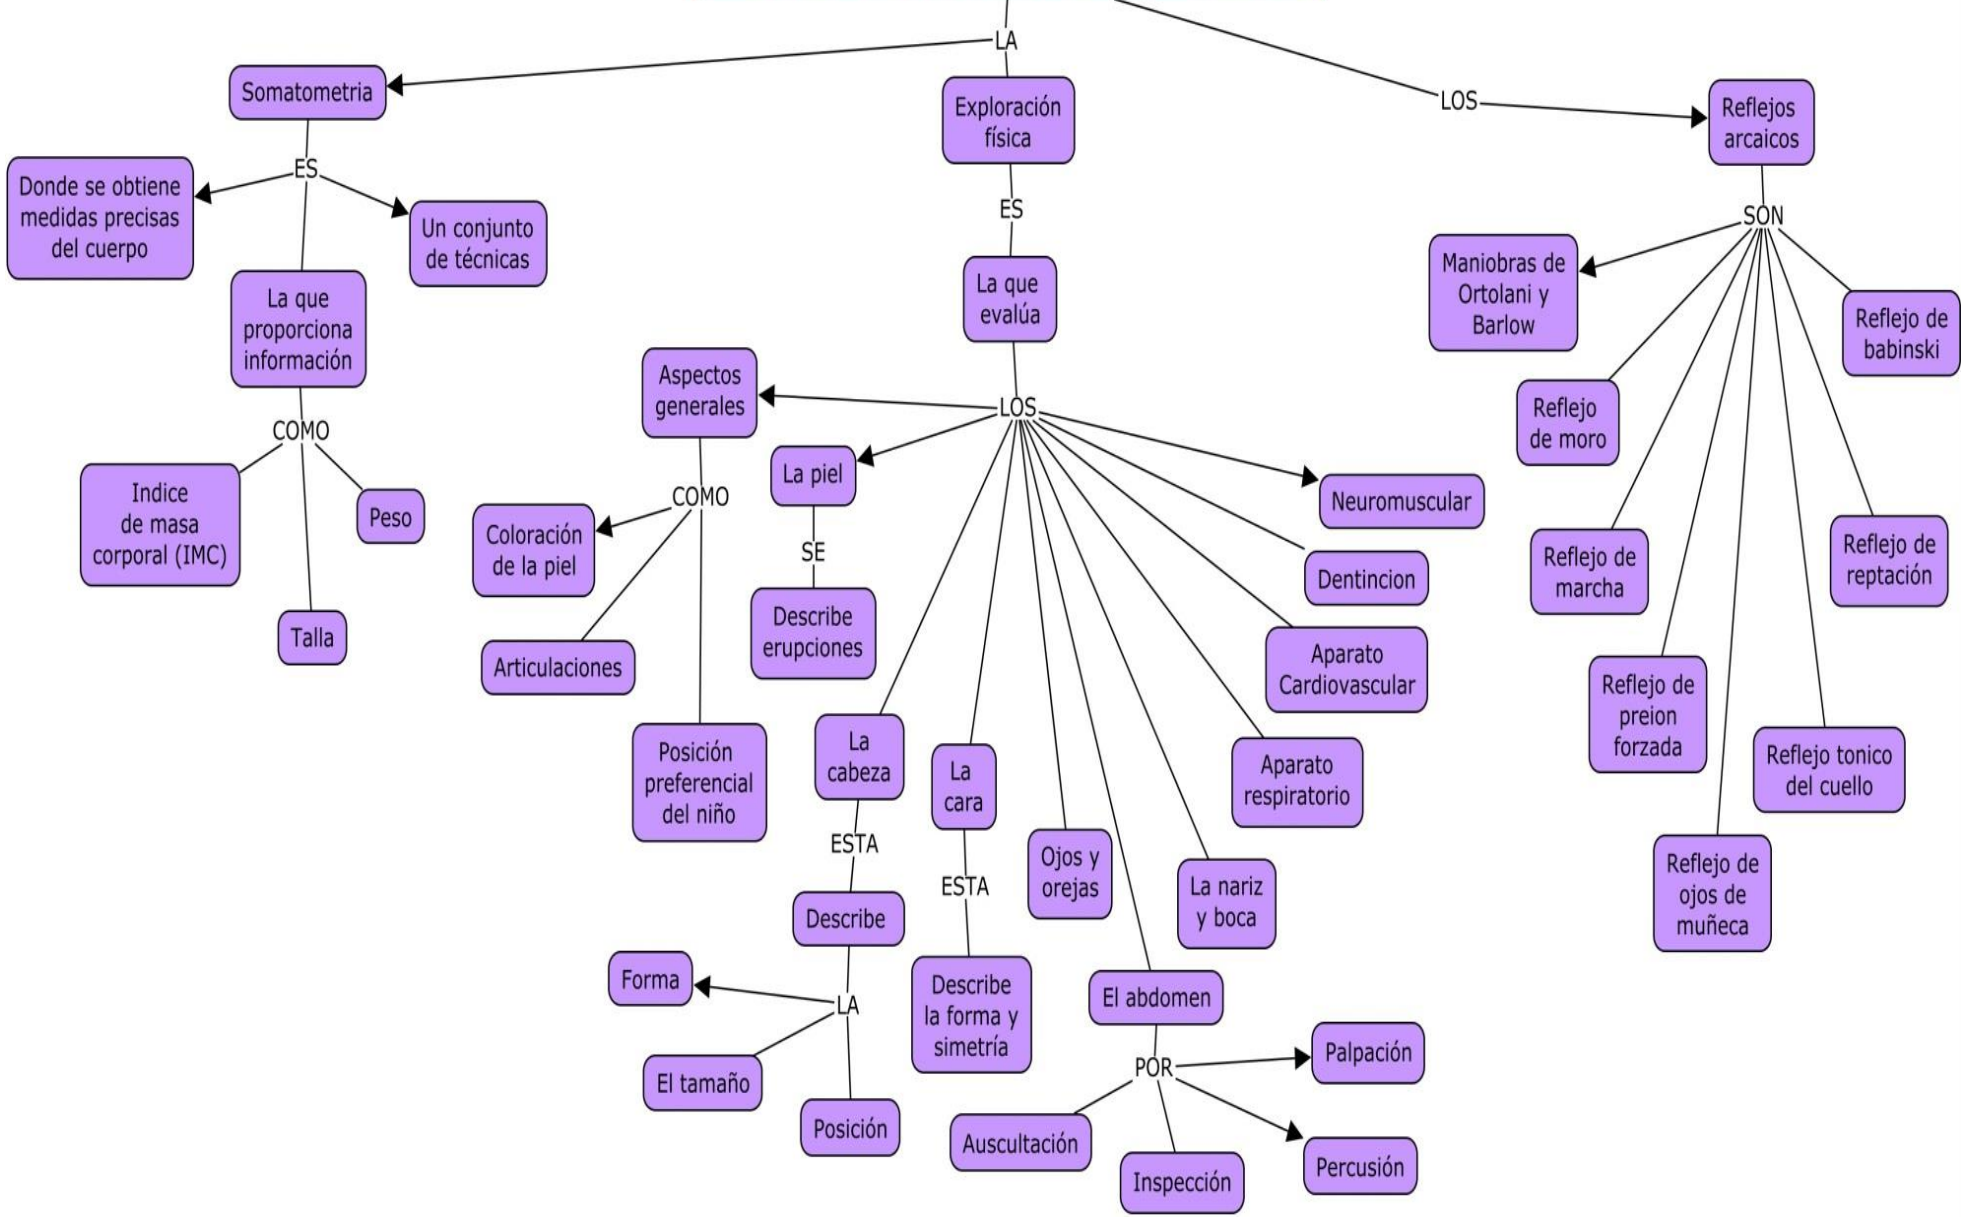 LA
Somatometria
ES
Donde se obtiene
medidas precisas
del cuerpo
Un conjunto
de técnicas
La que
proporciona
información
COMO
Indice
de masa
corporal (IMC)
Peso
Talla
Exploración
física
ES
La que
evalúa
LOS
Aspectos
generales
COMO
Coloración
de la piel
Articulaciones
Posición
preferencial
del niño
La piel
SE
Describe
erupciones
La
cabeza
ESTA
Describe
LA
Forma
El tamaño
Posición
La
cara
ESTA
Describe
la forma y
simetría
Ojos y
orejas
El abdomen
POR
Auscultación
Inspección
Percusión
Palpación
La nariz
y boca
Aparato
respiratorio
Aparato
Cardiovascular
Dentincion
Neuromuscular
LOS
Reflejos
arcaicos
SON
Maniobras de
Ortolani y
Barlow
Reflejo
de moro
Reflejo de
marcha
Reflejo de
preion
forzada
Reflejo de
ojos de
muñeca
Reflejo tonico
del cuello
Reflejo de
reptación
Reflejo de
babinski